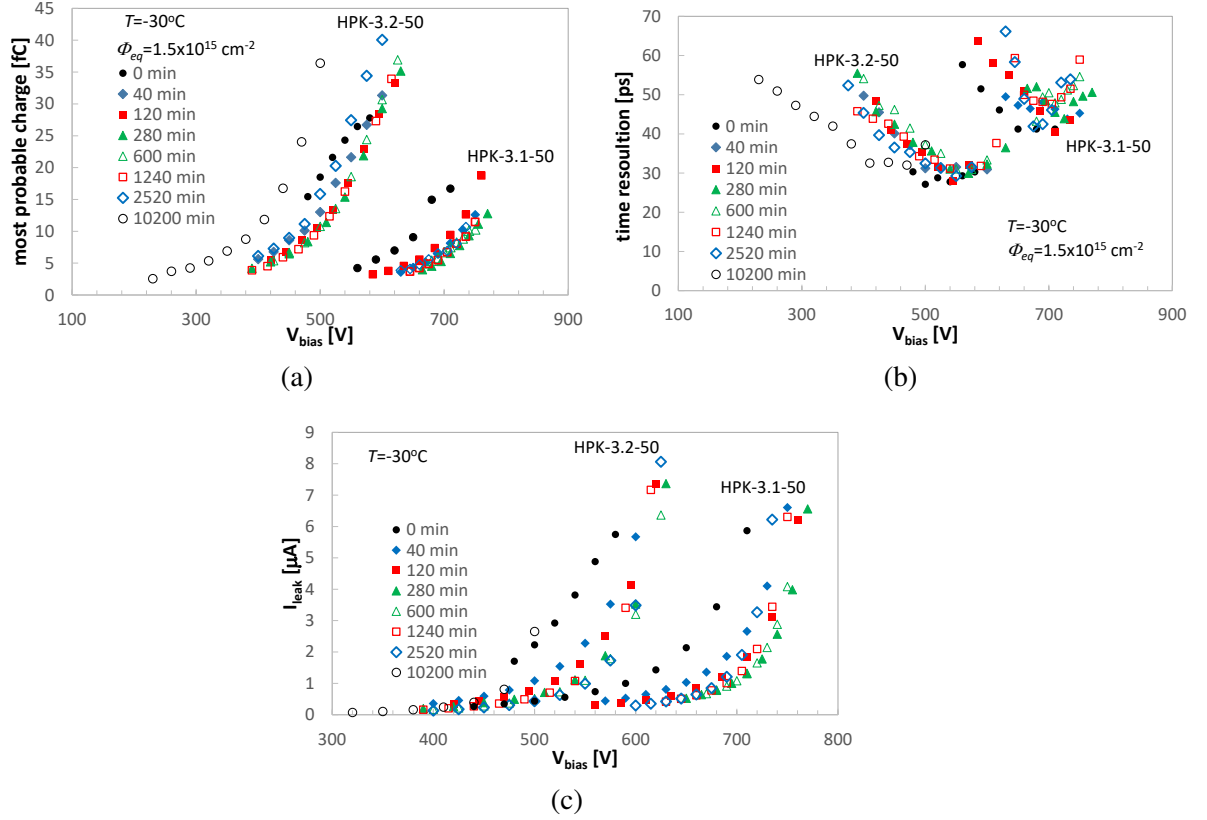 T=-30°C
Φeq=1.5x10¹⁵ cm⁻²
HPK-3.2-50
HPK-3.1-50
0 min
40 min
120 min
280 min
600 min
1240 min
2520 min
10200 min
most probable charge [fC]
45
40
35
30
25
20
15
10
5
0
100 300 500 700 900
Vbias [V]
(a)
HPK-3.2-50
HPK-3.1-50
0 min
40 min
120 min
280 min
600 min
1240 min
2520 min
10200 min
T=-30°C
Φeq=1.5x10¹⁵ cm⁻²
time resoultion [ps]
70
60
50
40
30
20
10
0
100 300 500 700 900
Vbias [V]
(b)
T=-30°C
HPK-3.2-50
HPK-3.1-50
0 min
40 min
120 min
280 min
600 min
1240 min
2520 min
10200 min
Ileak [µA]
9
8
7
6
5
4
3
2
1
0
300 400 500 600 700 800
Vbias [V]
(c)